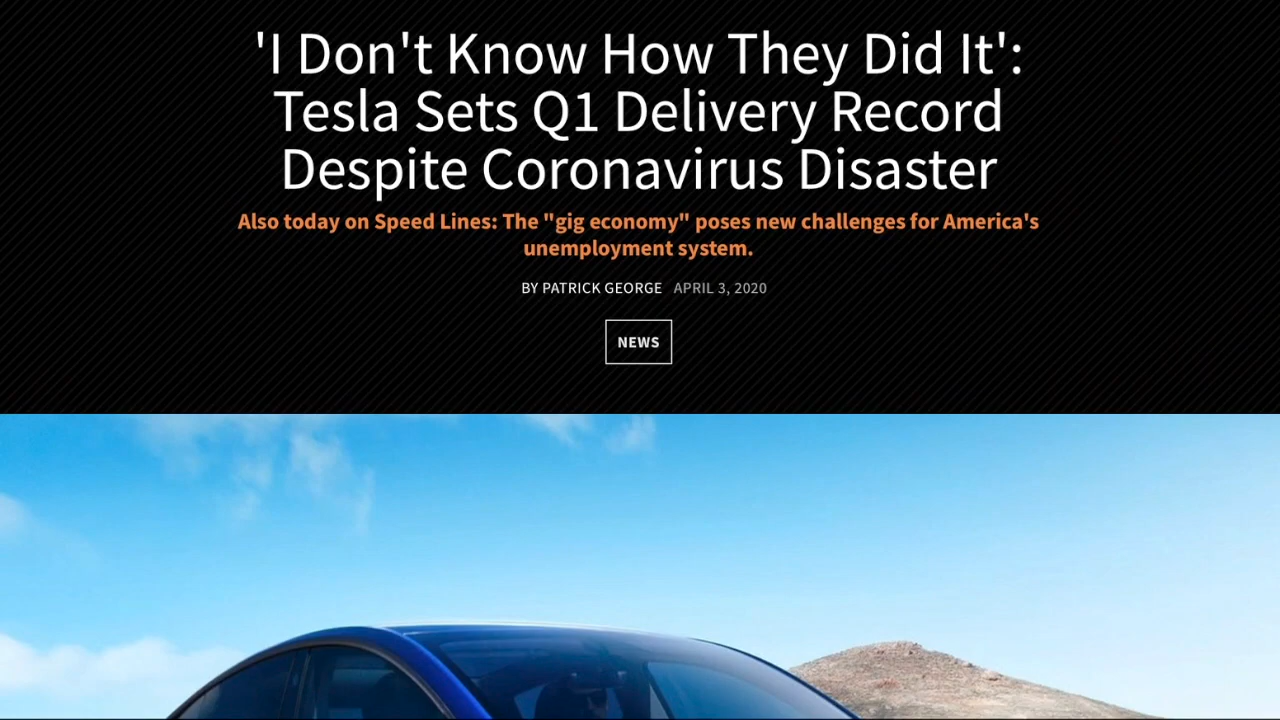 'I Don't Know How They Did It':
Tesla Sets Q1 Delivery Record
Despite Coronavirus Disaster
Also today on Speed Lines: The "gig economy" poses new challenges for America's
unemployment system.
BY PATRICK GEORGE APRIL 3, 2020
NEWS